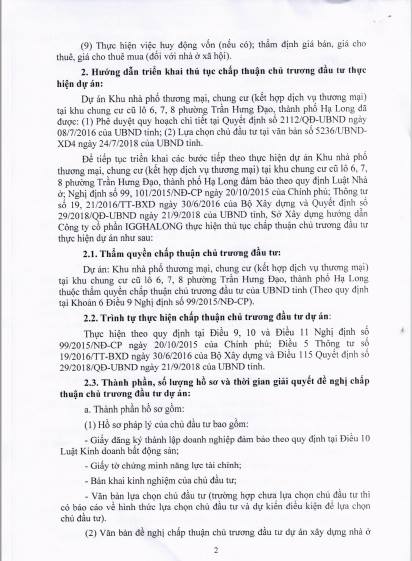 (9) Thực hiện việc huy động vốn (nếu có); thẩm định giá bán, giá cho
thuê, giá cho thuê mua (đối với nhà ở xã hội).
2. Hướng dẫn triển khai thủ tục chấp thuận chủ trương đầu tư thực
hiện dự án:
Dự án Khu nhà phố thương mại, chung cư (kết hợp dịch vụ thương mại)
tại khu chung cư cũ lô 6, 7, 8 phường Trần Hưng Đạo, thành phố Hạ Long đã
được: (1) Phê duyệt quy hoạch chi tiết tại Quyết định số 2112/QĐ-UBND ngày
08/7/2016 của UBND tỉnh; (2) Lựa chọn chủ đầu tư tại văn bản số 5236/UBND-
XD4 ngày 24/7/2018 của UBND tỉnh.
Để tiếp tục triển khai các bước tiếp theo thực hiện dự án Khu nhà phố
thương mại, chung cư (kết hợp dịch vụ thương mại) tại khu chung cư cũ lô 6, 7,
8 phường Trần Hưng Đạo, thành phố Hạ Long đảm bảo theo quy định Luật Nhà
ở; Nghị định số 99, 101/2015/NĐ-CP ngày 20/10/2015 của Chính phủ; Thông tư
số 19, 21/2016/TT-BXD ngày 30/6/2016 của Bộ Xây dựng và Quyết định số
29/2018/QĐ-UBND ngày 21/9/2018 của UBND tỉnh, Sở Xây dựng hướng dẫn
Công ty cổ phần IGGHALONG thực hiện thủ tục chấp thuận chủ trương đầu tư
thực hiện dự án như sau:
2.1. Thẩm quyền chấp thuận chủ trương đầu tư:
Dự án: Khu nhà phố thương mại, chung cư (kết hợp dịch vụ thương mại)
tại khu chung cư cũ lô 6, 7, 8 phường Trần Hưng Đạo, thành phố Hạ Long
thuộc thẩm quyền chấp thuận chủ trương đầu tư của UBND tỉnh (Theo quy định
tại Khoản 6 Điều 9 Nghị định số 99/2015/NĐ-CP).
2.2. Trình tự thực hiện chấp thuận chủ trương đầu tư dự án:
Thực hiện theo quy định tại Điều 9, 10 và Điều 11 Nghị định số
99/2015/NĐ-CP ngày 20/10/2015 của Chính phủ; Điều 5 Thông tư số
19/2016/TT-BXD ngày 30/6/2016 của Bộ Xây dựng và Điều 115 Quyết định số
29/2018/QĐ-UBND ngày 21/9/2018 của UBND tỉnh.
2.3. Thành phần, số lượng hồ sơ và thời gian giải quyết đề nghị chấp
thuận chủ trương đầu tư dự án:
a. Thành phần hồ sơ gồm:
(1) Hồ sơ pháp lý của chủ đầu tư bao gồm:
- Giấy đăng ký thành lập doanh nghiệp đảm bảo theo quy định tại Điều 10
Luật Kinh doanh bất động sản;
- Giấy tờ chứng minh năng lực tài chính;
- Bản khai kinh nghiệm của chủ đầu tư;
- Văn bản lựa chọn chủ đầu tư (trường hợp chưa lựa chọn chủ đầu tư thì
có báo cáo về hình thức lựa chọn chủ đầu tư và dự kiến điều kiện để lựa chọn
chủ đầu tư).
(2) Văn bản đề nghị chấp thuận chủ trương đầu tư dự án xây dựng nhà ở
2